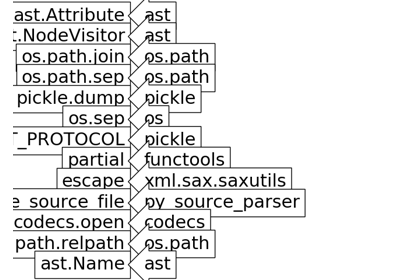 ast.Attribute ast
t.NodeVisitor ast
os.path.join os.path
os.path.sep os.path
pickle.dump pickle
os.sep os
T_PROTOCOL pickle
partial functools
escape xml.sax.saxutils
e_source_file py_source_parser
codecs.open codecs
path.relpath os.path
ast.Name ast